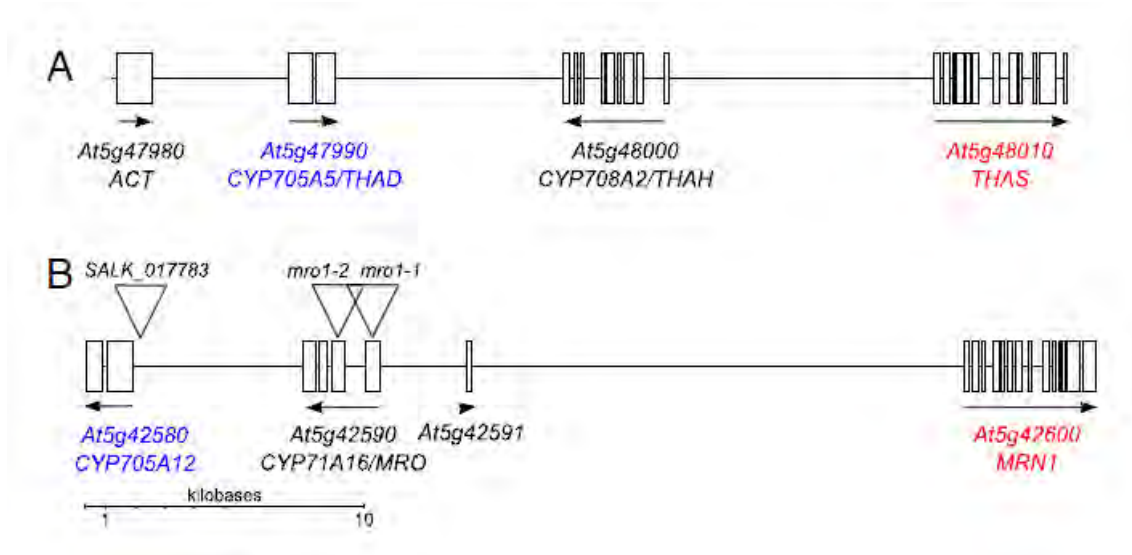 A
At5g47980 At5g47990 At5g48000 At5g48010
ACT CYP705A5/THAD CYP708A2/THAH THAS
B SALK_017783 mro1-2 mro1-1
At5g42580 At5g42590 At5g42591 At5g42600
CYP705A12 CYP71A16/MRO MRN1
kilobases
1 10